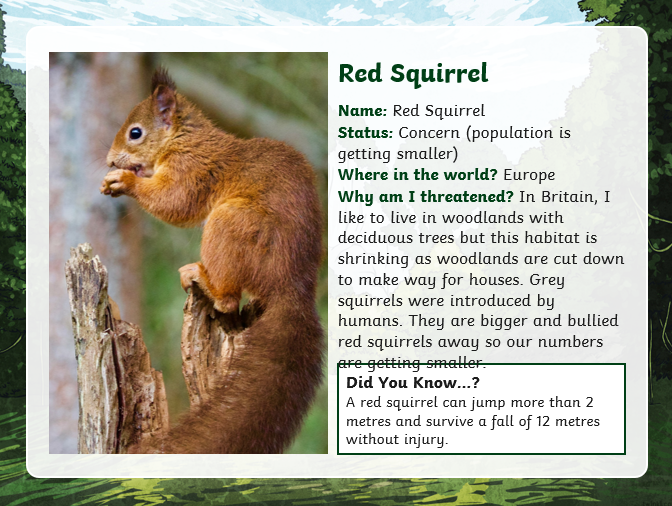 Red Squirrel
Name: Red Squirrel
Status: Concern (population is
getting smaller)
Where in the world? Europe
Why am I threatened? In Britain, I
like to live in woodlands with
deciduous trees but this habitat is
shrinking as woodlands are cut down
to make way for houses. Grey
squirrels were introduced by
humans. They are bigger and bullied
red squirrels away so our numbers
are getting smaller.
Did You Know...?
A red squirrel can jump more than 2
metres and survive a fall of 12 metres
without injury.